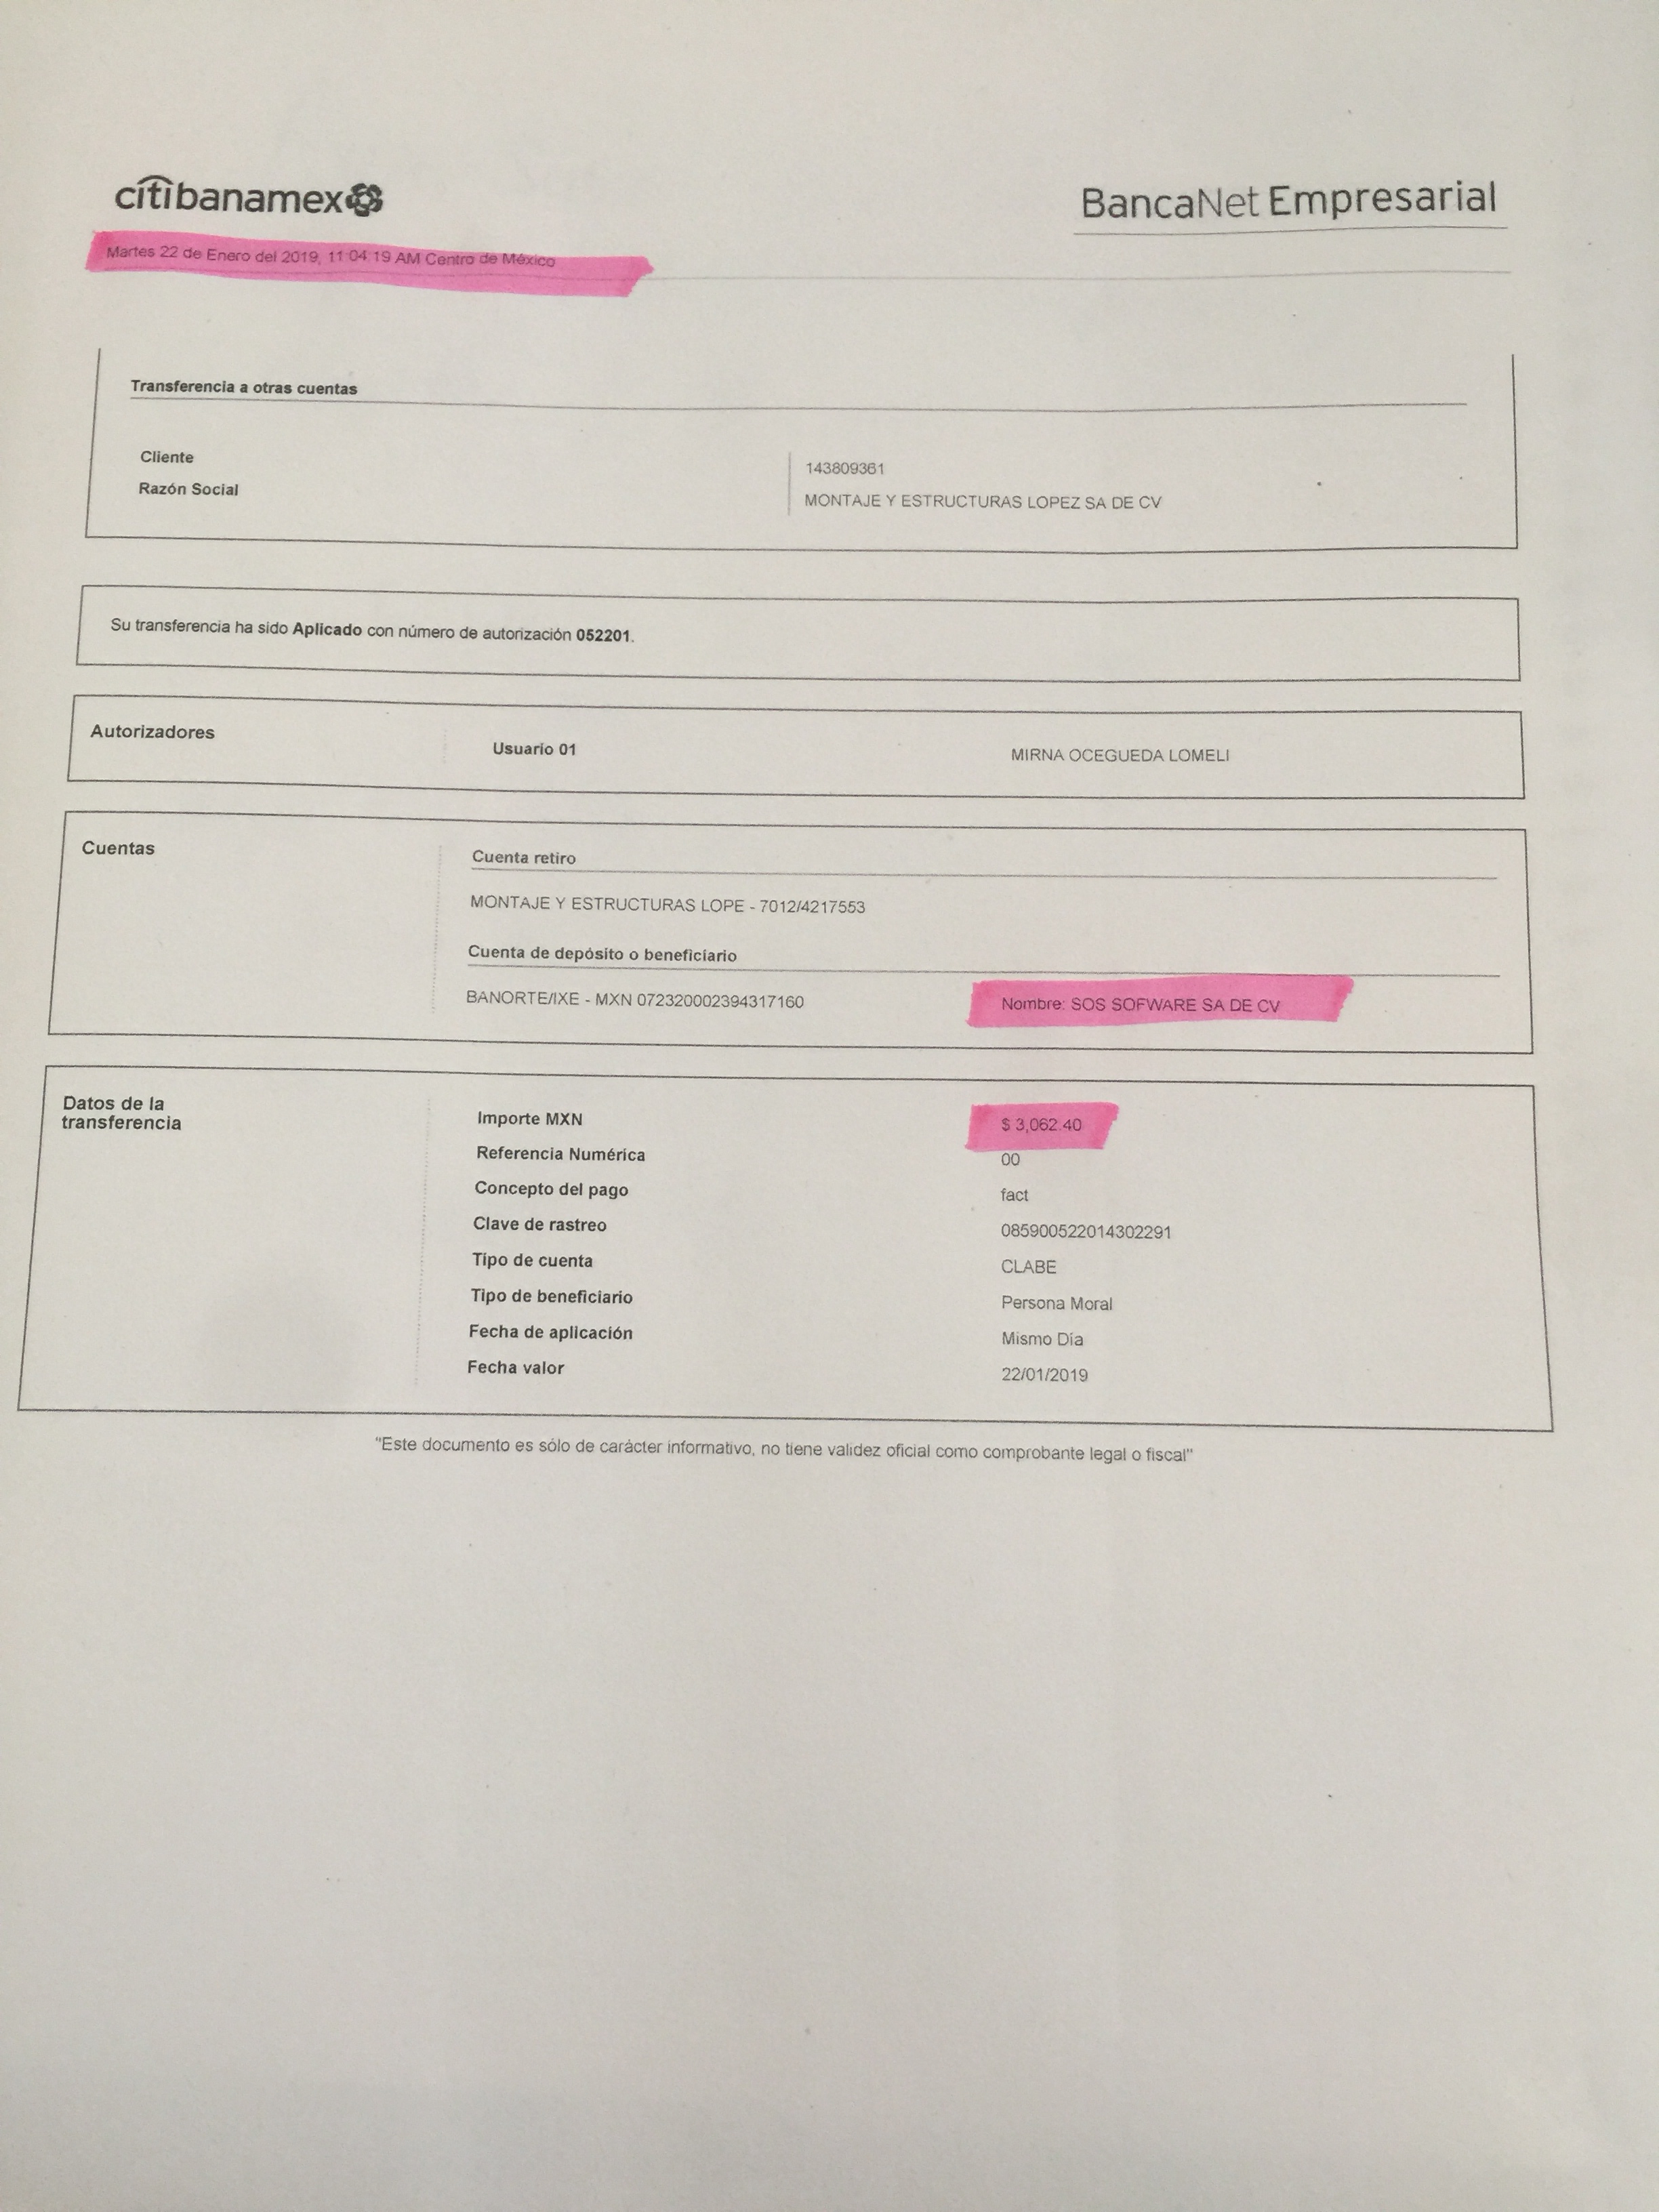 citibanamex
BancaNet Empresarial
Martes 22 de Enero del 2019, 11:04:19 AM Centro de México
Transferencia a otras cuentas
Cliente 143809361
Razón Social MONTAJE Y ESTRUCTURAS LOPEZ SA DE CV
Su transferencia ha sido Aplicado con número de autorización 052201.
Autorizadores Usuario 01 MIRNA OCEGUEDA LOMELI
Cuentas
Cuenta retiro
MONTAJE Y ESTRUCTURAS LOPE - 7012/4217553
Cuenta de depósito o beneficiario
BANORTE/IXE - MXN 072320002394317160 Nombre: SOS SOFWARE SA DE CV
Datos de la
transferencia
Importe MXN $ 3,062.40
Referencia Numérica 00
Concepto del pago fact
Clave de rastreo 085900522014302291
Tipo de cuenta CLABE
Tipo de beneficiario Persona Moral
Fecha de aplicación Mismo Día
Fecha valor 22/01/2019
"Este documento es sólo de carácter informativo, no tiene validez oficial como comprobante legal o fiscal"